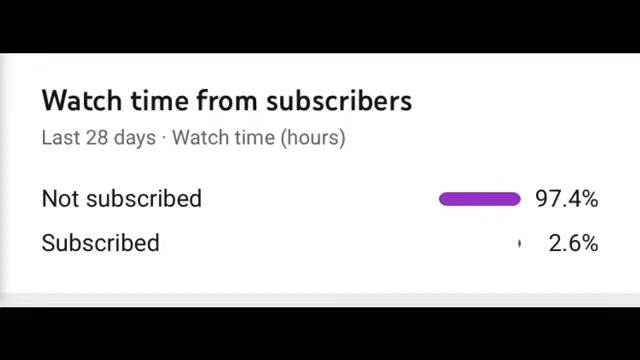 Watch time from subscribers
Last 28 days · Watch time (hours)
Not subscribed 97.4%
Subscribed 2.6%